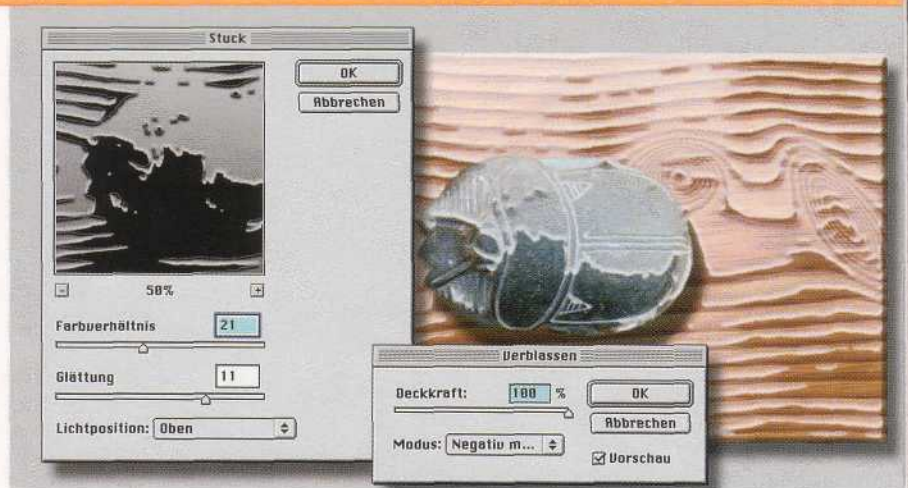 Stuck
OK
Abbrechen
50%
Farbverhältnis 21
Glättung 11
Lichtposition: Oben
Verblassen
Deckkraft: 100 %
OK
Abbrechen
Modus: Negativ m...
Vorschau